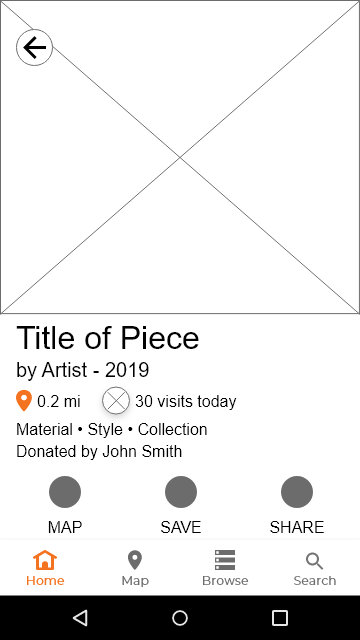 Title of Piece
by Artist - 2019
0.2 mi 30 visits today
Material • Style • Collection
Donated by John Smith
MAP SAVE SHARE
Home Map Browse Search